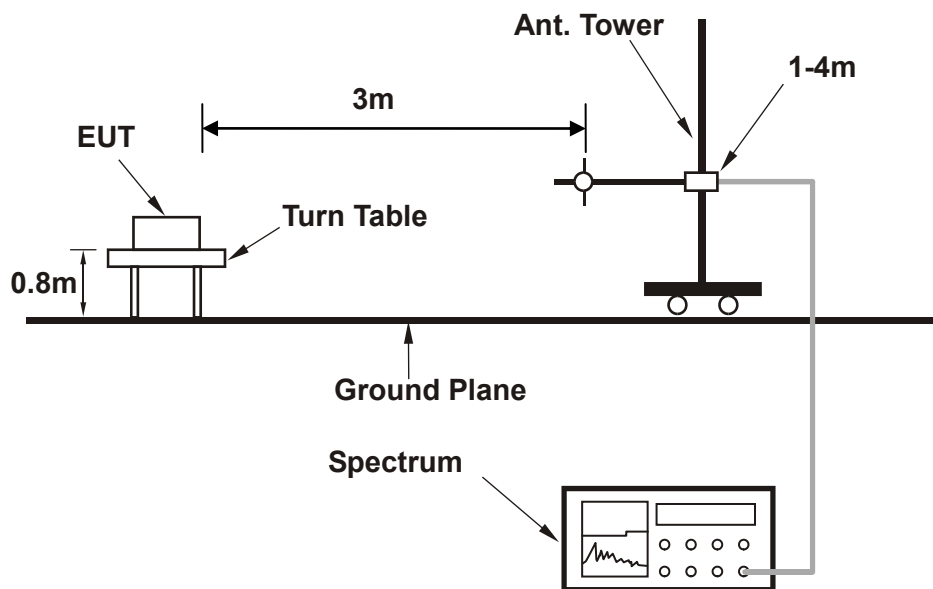 Ant. Tower
1-4m
3m
EUT
Turn Table
0.8m
Ground Plane
Spectrum